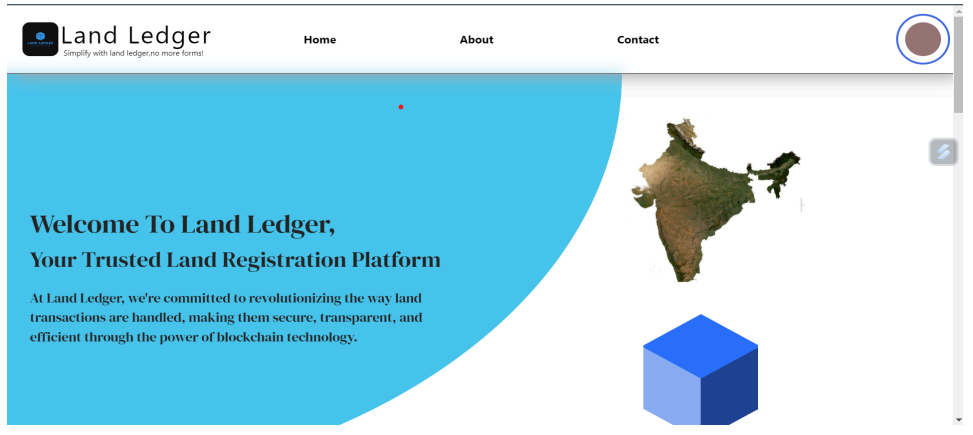 LAND LEDGER
Land Ledger
Simplify with land ledger,no more forms!
Home
About
Contact
Welcome To Land Ledger,
Your Trusted Land Registration Platform
At Land Ledger, we're committed to revolutionizing the way land
transactions are handled, making them secure, transparent, and
efficient through the power of blockchain technology.